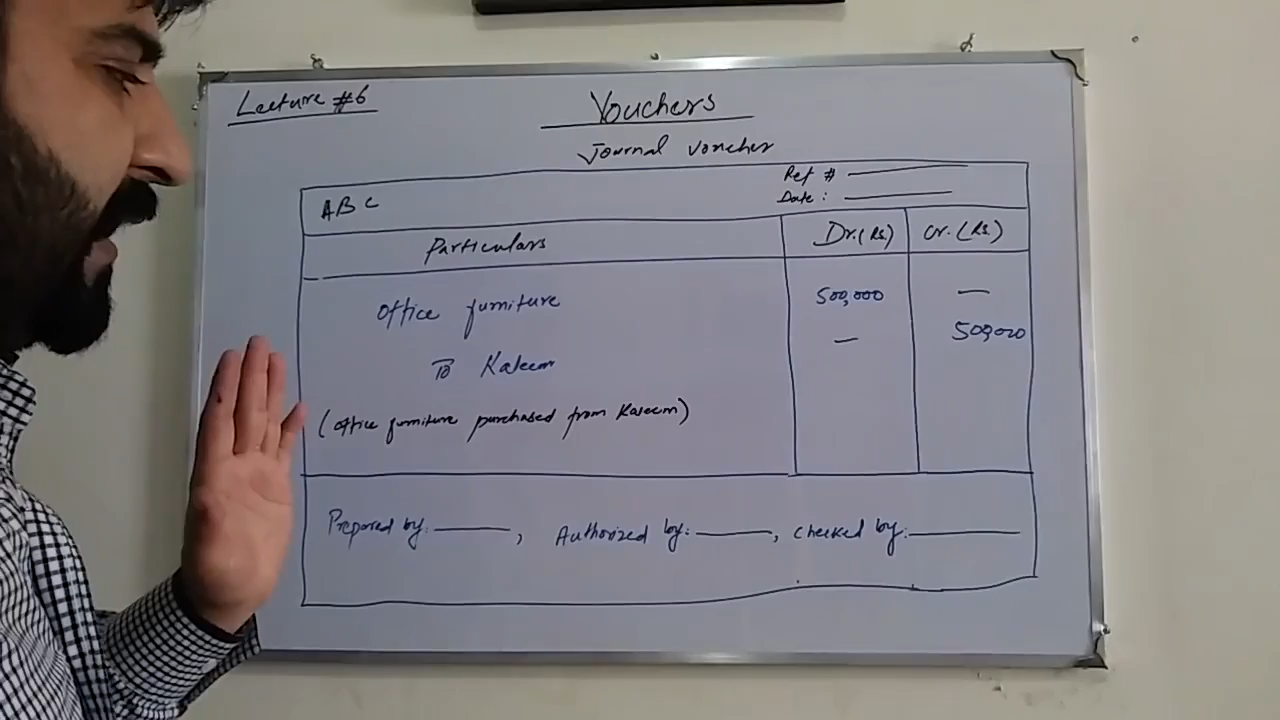 Lecture #6
Vouchers
Journal Voucher
ABC
Ref #
Date:
Particulars Dr.(Rs) Cr.(Rs)
Office furniture 500,000 —
To Kaleem — 500,000
(Office furniture purchased from Kaleem)
Prepared by: , Authorized by: , Checked by: